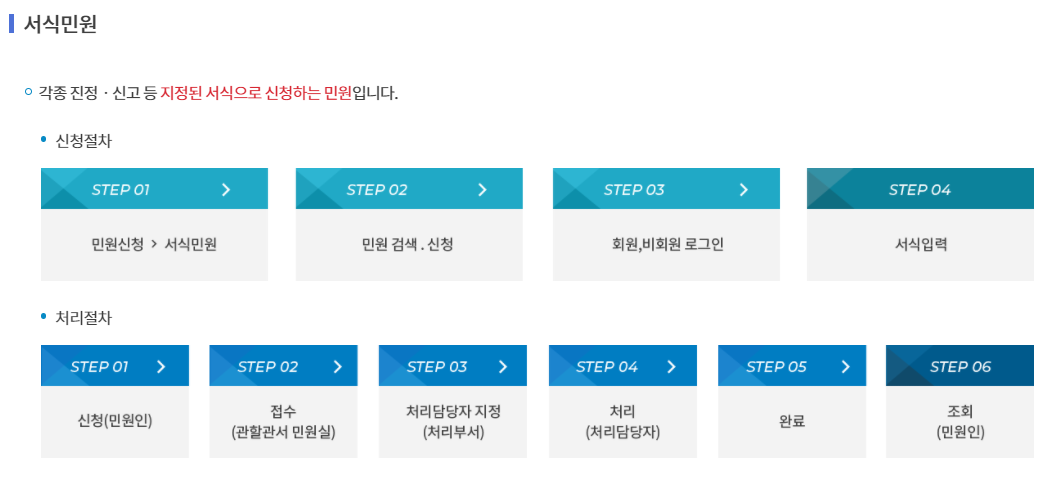 서식민원
각종 진정 · 신고 등 지정된 서식으로 신청하는 민원입니다.
신청절차
STEP 01
민원신청 > 서식민원
STEP 02
민원 검색 . 신청
STEP 03
회원,비회원 로그인
STEP 04
서식입력
처리절차
STEP 01
신청(민원인)
STEP 02
접수
(관할관서 민원실)
STEP 03
처리담당자 지정
(처리부서)
STEP 04
처리
(처리담당자)
STEP 05
완료
STEP 06
조회
(민원인)